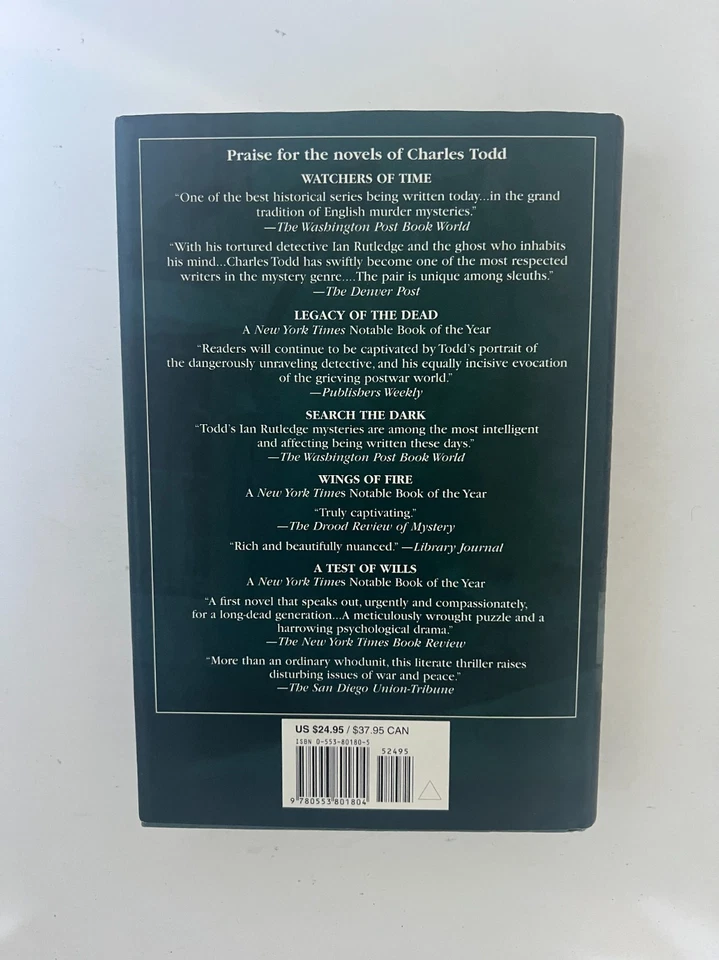 Praise for the novels of Charles Todd
WATCHERS OF TIME
“One of the best historical series being written today...in the grand
tradition of English murder mysteries.”
—The Washington Post Book World
“With his tortured detective Ian Rutledge and the ghost who inhabits
his mind...Charles Todd has swiftly become one of the most respected
writers in the mystery genre....The pair is unique among sleuths.”
—The Denver Post
LEGACY OF THE DEAD
A New York Times Notable Book of the Year
“Readers will continue to be captivated by Todd's portrait of
the dangerously unraveling detective, and his equally incisive evocation
of the grieving postwar world.”
—Publishers Weekly
SEARCH THE DARK
“Todd's Ian Rutledge mysteries are among the most intelligent
and affecting being written these days.”
—The Washington Post Book World
WINGS OF FIRE
A New York Times Notable Book of the Year
“Truly captivating.”
—The Drood Review of Mystery
“Rich and beautifully nuanced.” —Library Journal
A TEST OF WILLS
A New York Times Notable Book of the Year
“A first novel that speaks out, urgently and compassionately,
for a long-dead generation...A meticulously wrought puzzle and a
harrowing psychological drama.”
—The New York Times Book Review
“More than an ordinary whodunit, this literate thriller raises
disturbing issues of war and peace.”
—The San Diego Union-Tribune
US $24.95 / $37.95 CAN
ISBN 0-553-80180-5
52495
9 780553 801804